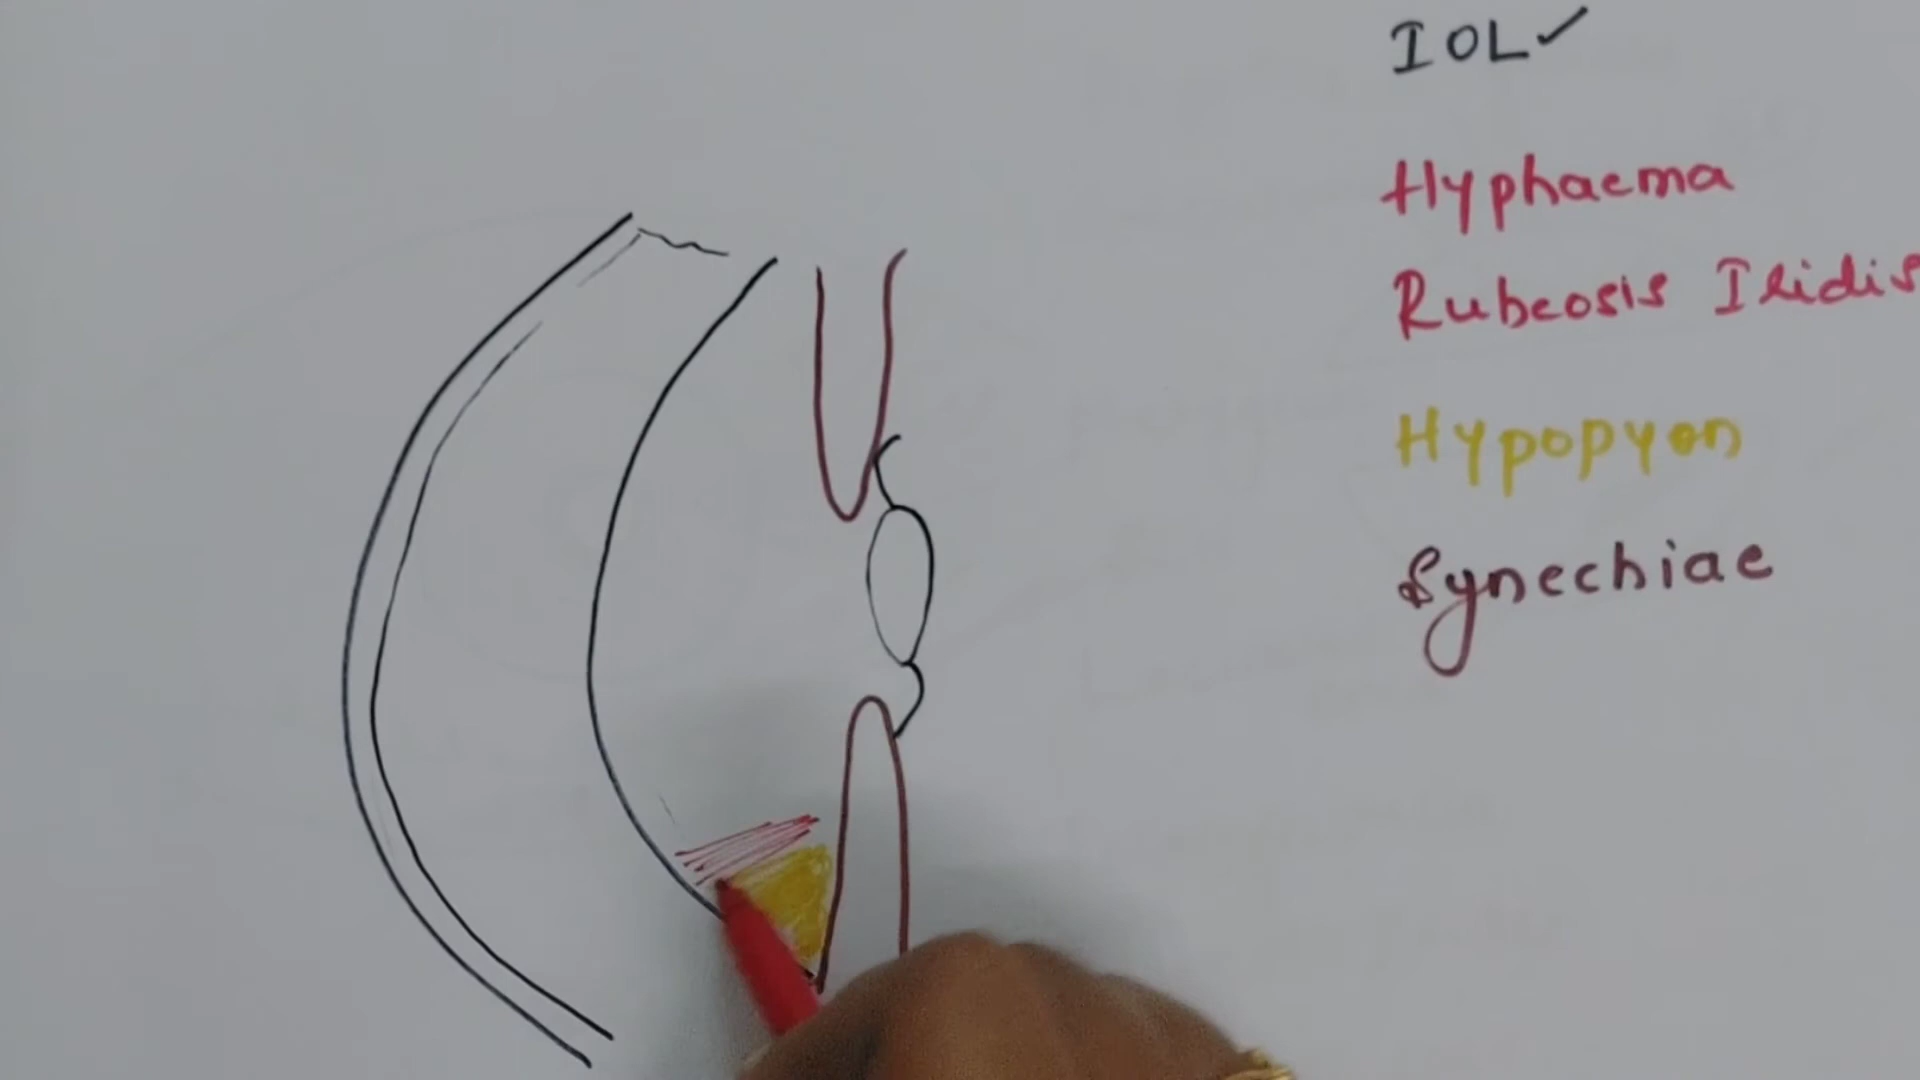 IOL✓
Hyphaema
Rubeosis Iridis
Hypopyon
Synechiae